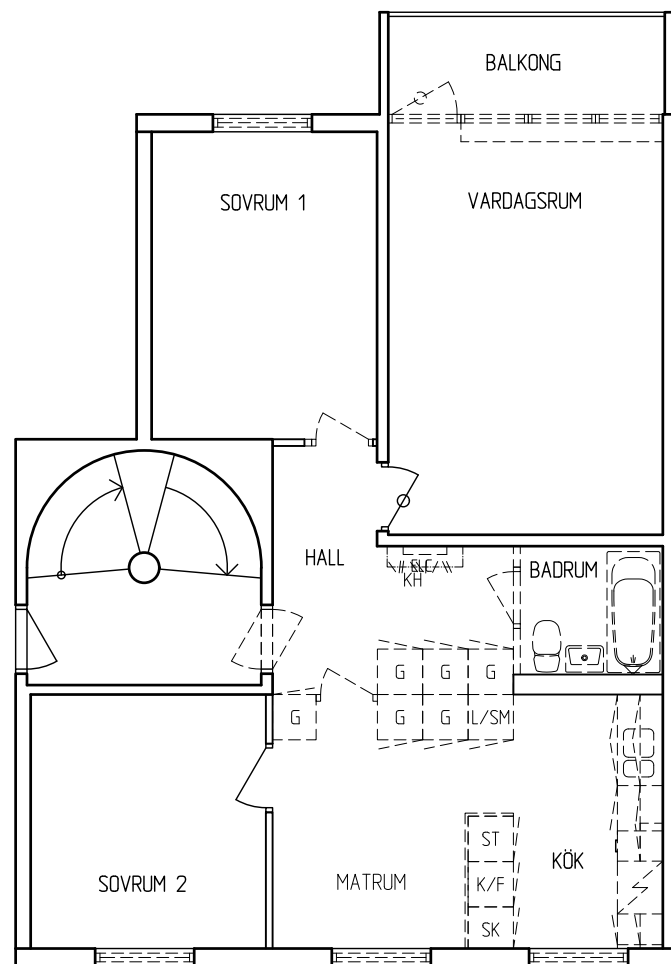 BALKONG
SOVRUM 1
VARDAGSRUM
HALL
KH
BADRUM
G G G
G G G L/SM
ST
K/F
SK
KÖK
MATRUM
SOVRUM 2